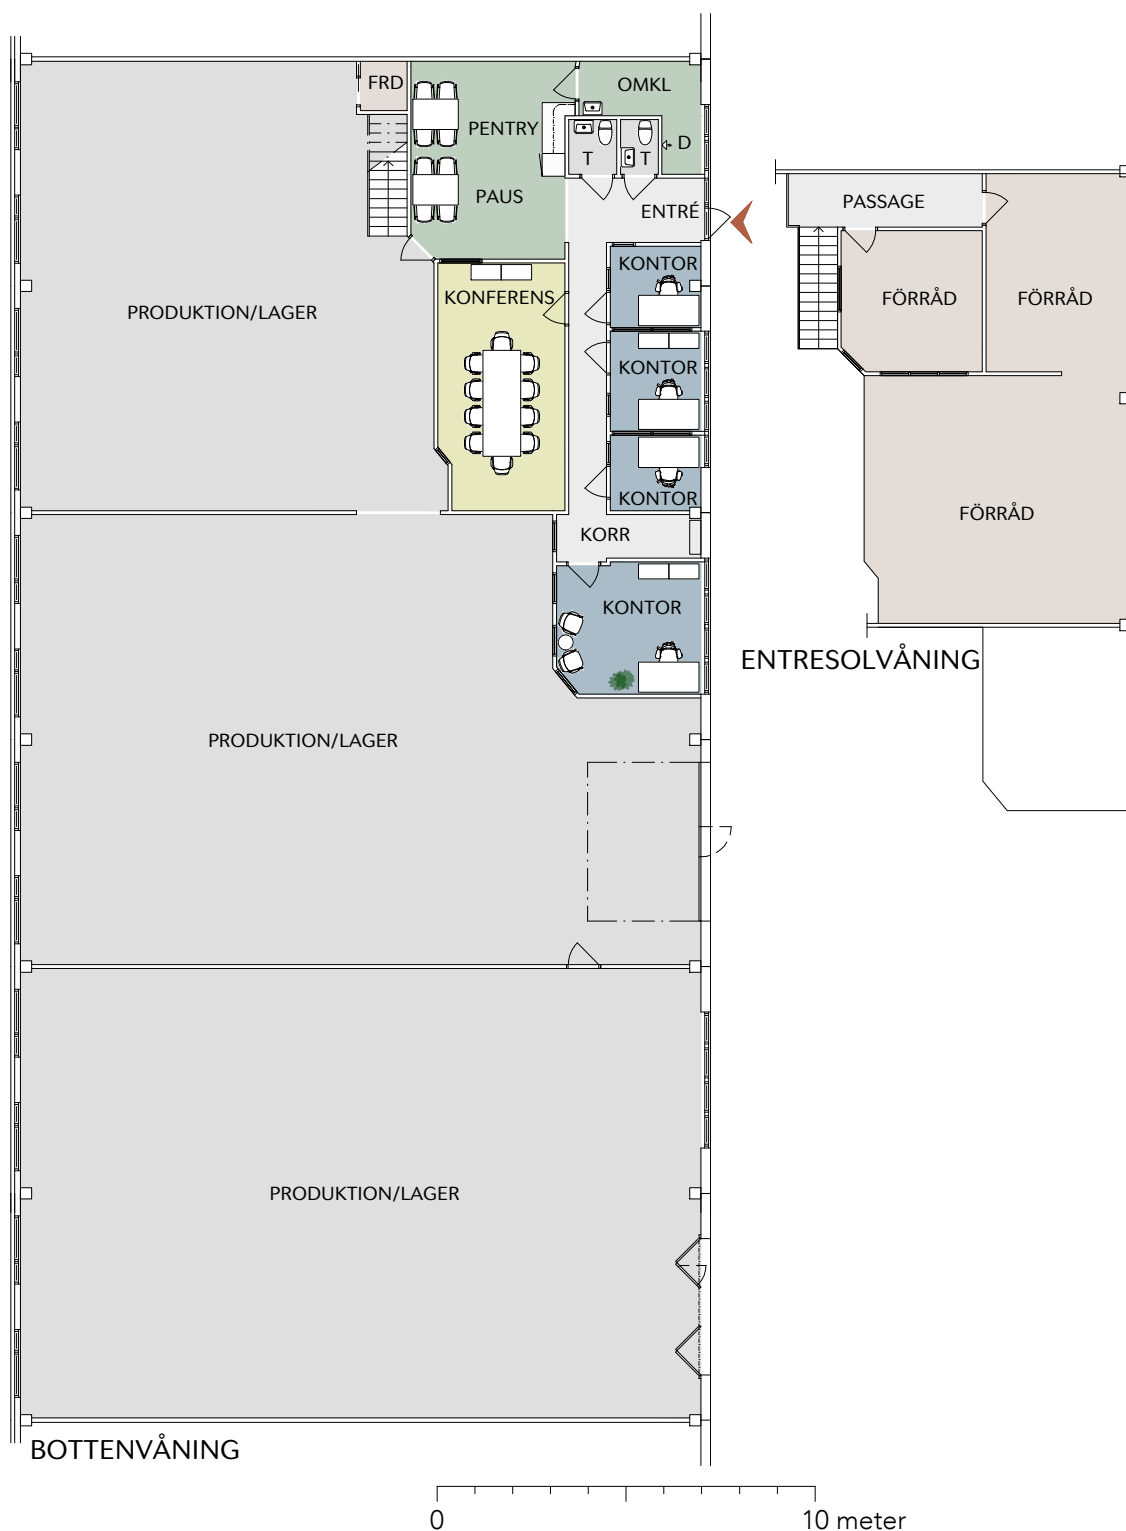 FRD
OMKL
PENTRY
T
T
D
PAUS
ENTRÉ
PASSAGE
KONTOR
KONFERENS
FÖRRÅD
FÖRRÅD
PRODUKTION/LAGER
KONTOR
KONTOR
FÖRRÅD
KORR
KONTOR
ENTRESOLVÅNING
PRODUKTION/LAGER
PRODUKTION/LAGER
BOTTENVÅNING
0
10 meter